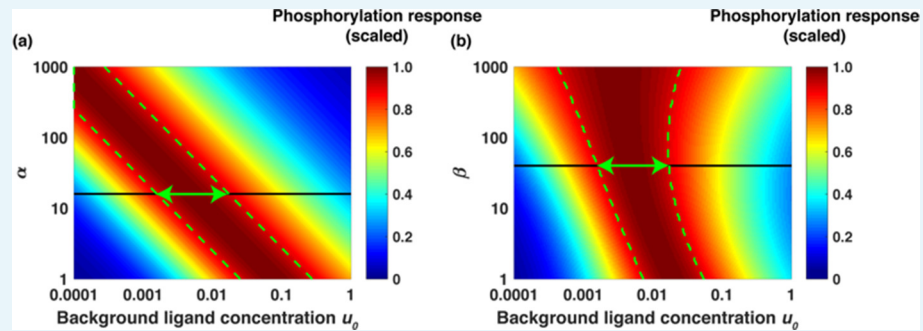 Phosphorylation response
(scaled)
(a)
1000
100
10
1
α
0.0001 0.001 0.01 0.1 1
Background ligand concentration u0
1.0
0.8
0.6
0.4
0.2
0
Phosphorylation response
(scaled)
(b)
1000
100
10
1
β
0.0001 0.001 0.01 0.1 1
Background ligand concentration u0
1.0
0.8
0.6
0.4
0.2
0